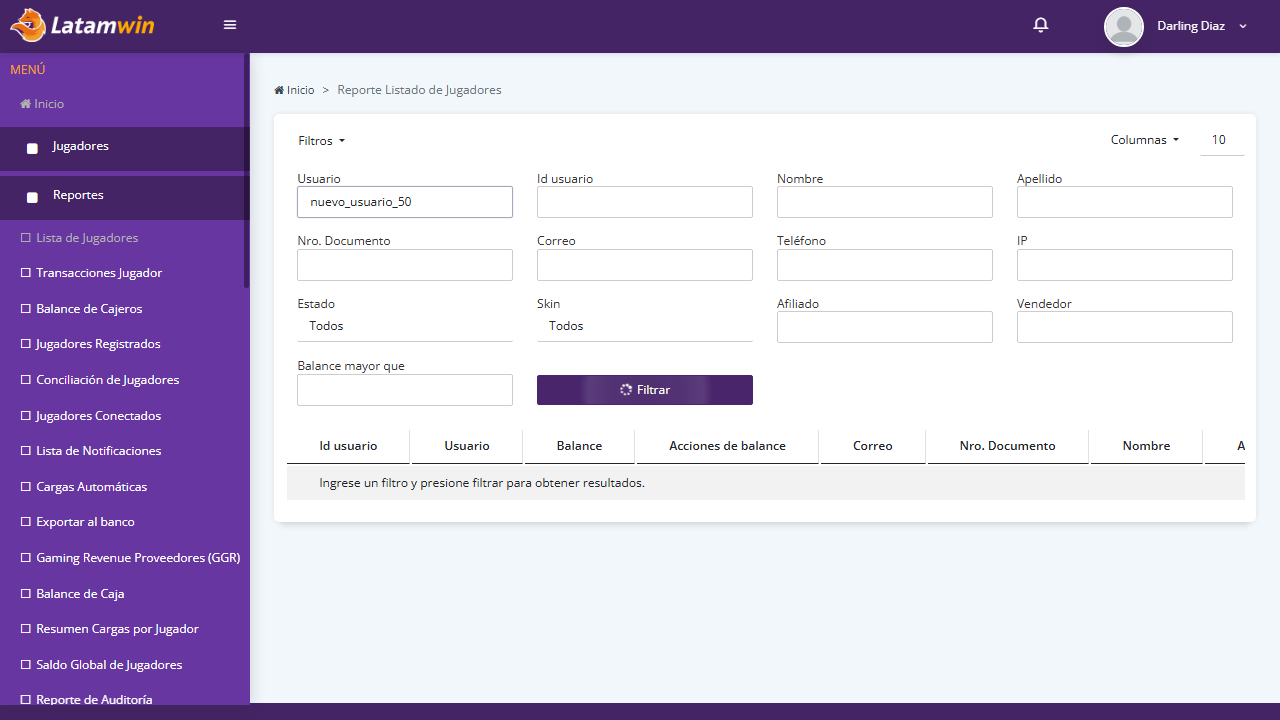 Latamwin
Darling Diaz
MENÚ
Inicio
Jugadores
Reportes
Lista de Jugadores
Transacciones Jugador
Balance de Cajeros
Jugadores Registrados
Conciliación de Jugadores
Jugadores Conectados
Lista de Notificaciones
Cargas Automáticas
Exportar al banco
Gaming Revenue Proveedores (GGR)
Balance de Caja
Resumen Cargas por Jugador
Saldo Global de Jugadores
Reporte de Auditoría
Inicio > Reporte Listado de Jugadores
Filtros
Columnas 10
Usuario Id usuario Nombre Apellido
nuevo_usuario_50
Nro. Documento Correo Teléfono IP
Estado Skin Afiliado Vendedor
Todos Todos
Balance mayor que
Filtrar
Id usuario Usuario Balance Acciones de balance Correo Nro. Documento Nombre A
Ingrese un filtro y presione filtrar para obtener resultados.